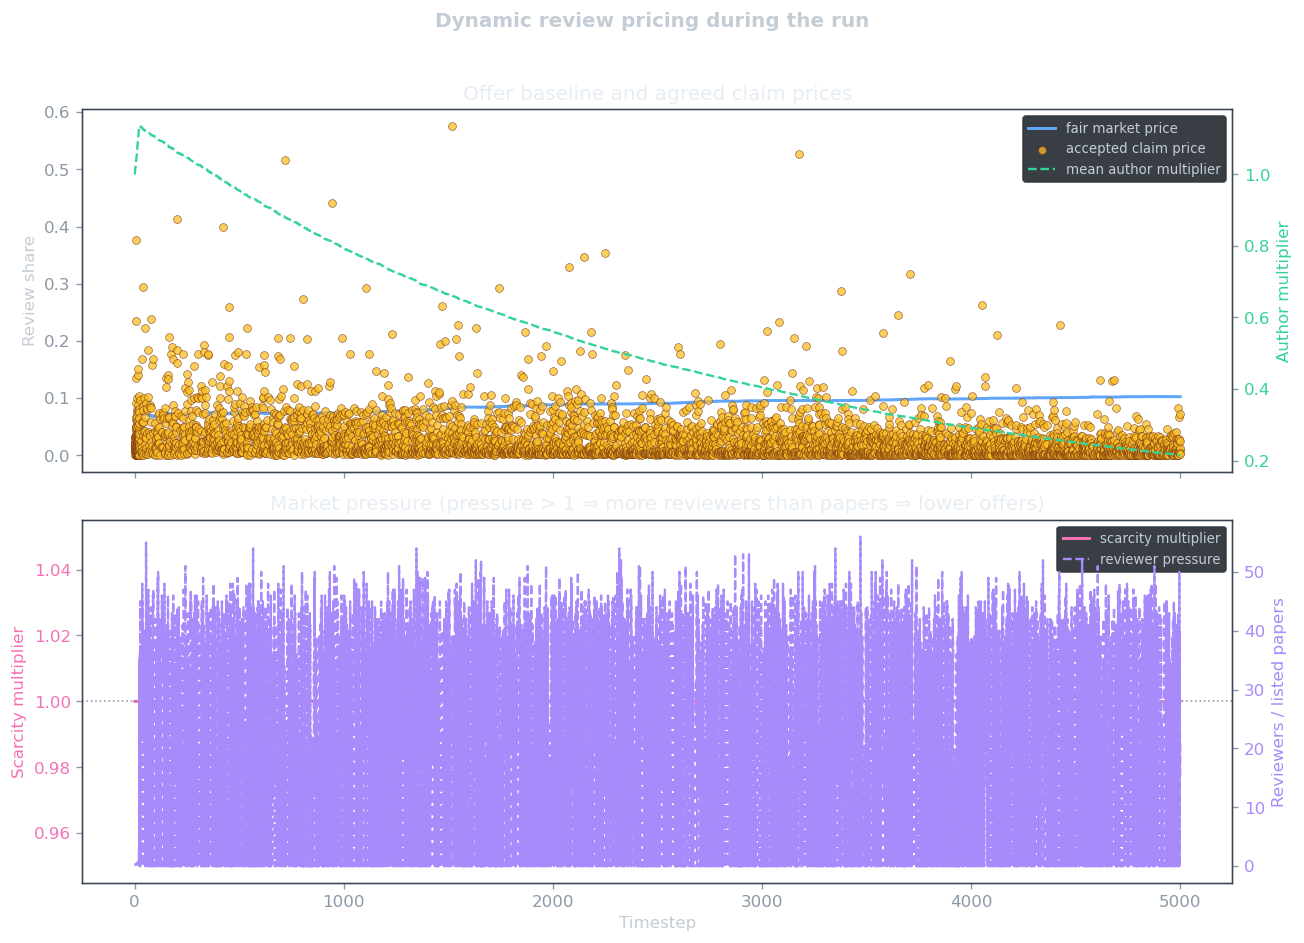 Dynamic review pricing during the run
Offer baseline and agreed claim prices
fair market price
accepted claim price
mean author multiplier
Review share
0.6
0.5
0.4
0.3
0.2
0.1
0.0
Author multiplier
1.0
0.8
0.6
0.4
0.2
Market pressure (pressure > 1 ⇒ more reviewers than papers ⇒ lower offers)
scarcity multiplier
reviewer pressure
Scarcity multiplier
1.04
1.02
1.00
0.98
0.96
Reviewers / listed papers
50
40
30
20
10
0
0 1000 2000 3000 4000 5000
Timestep